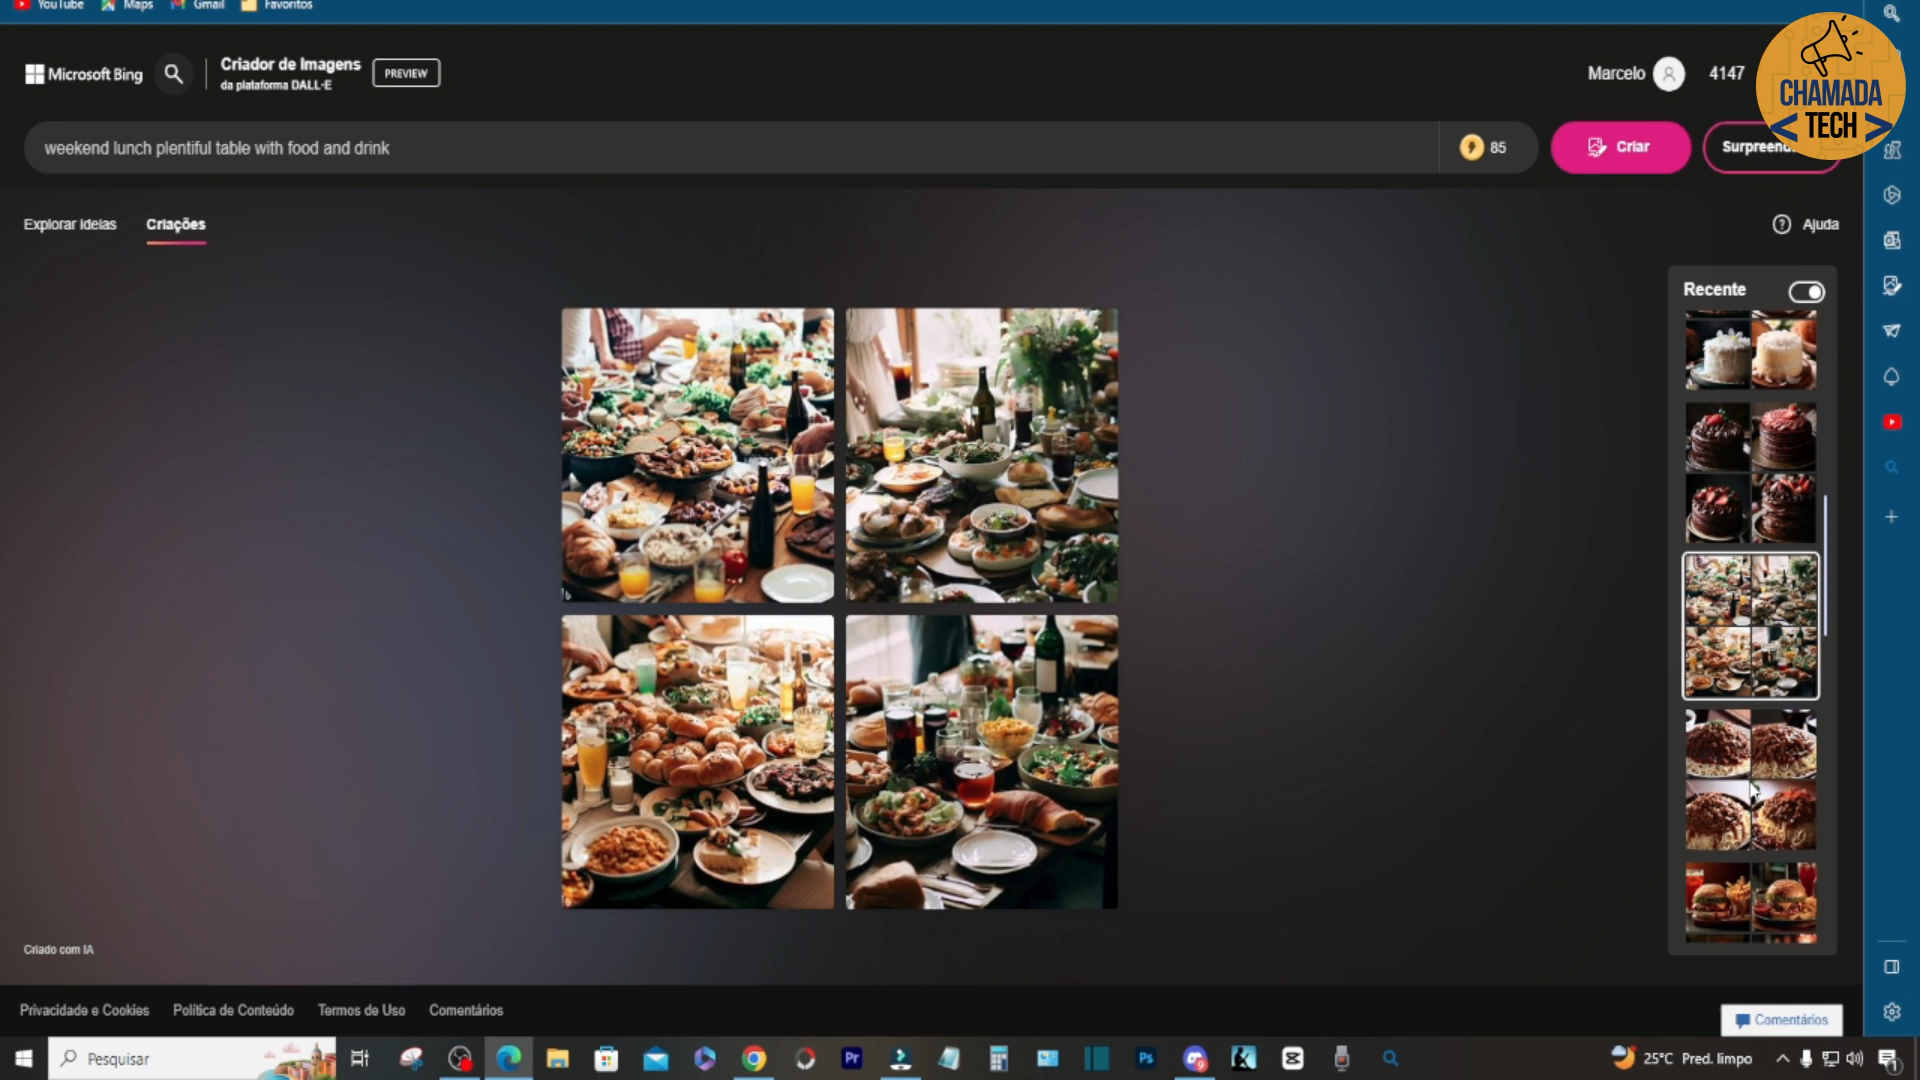 YouTube Maps Gmail Favoritos
Microsoft Bing
Criador de Imagens
da plataforma DALL·E
PREVIEW
Marcelo
4147
CHAMADA
< TECH >
weekend lunch plentiful table with food and drink
85
Criar
Explorar ideias
Criações
Ajuda
Recente
Criado com IA
Privacidade e Cookies Política de Conteúdo Termos de Uso Comentários
Comentários
Pesquisar
Pr
Ps
25°C Pred. limpo